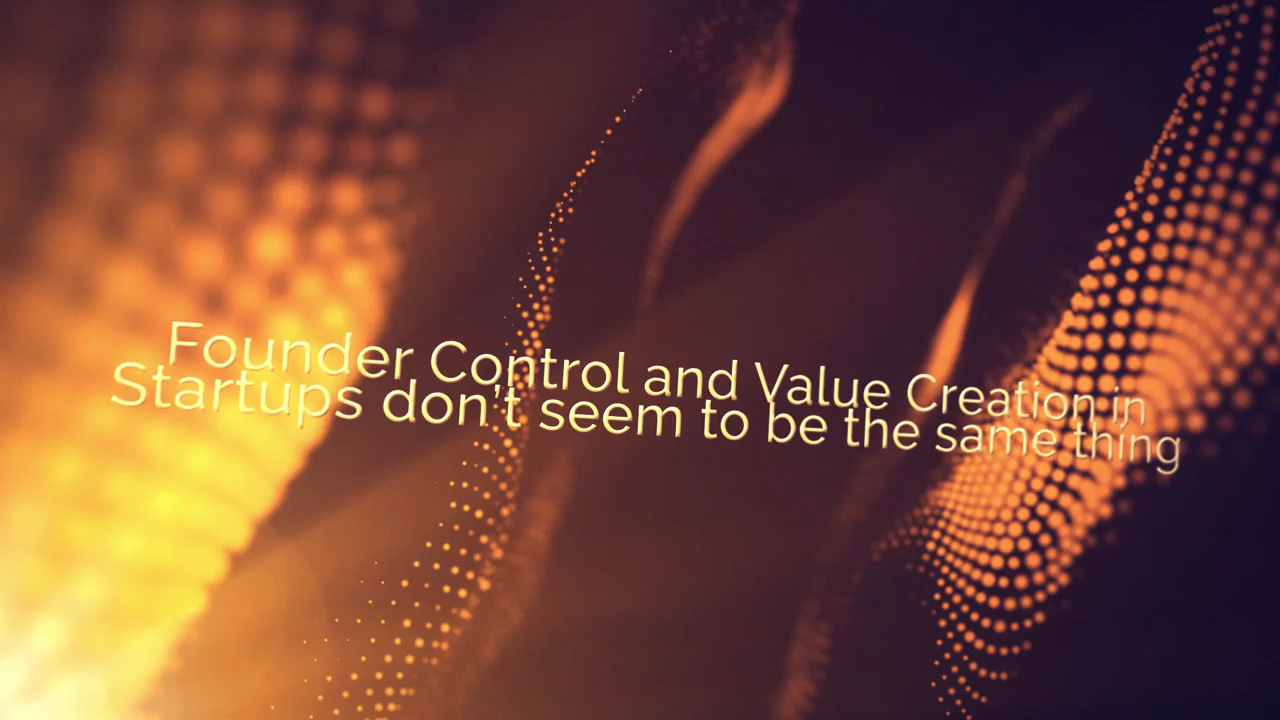 Founder Control and Value Creation in
Startups don't seem to be the same thing